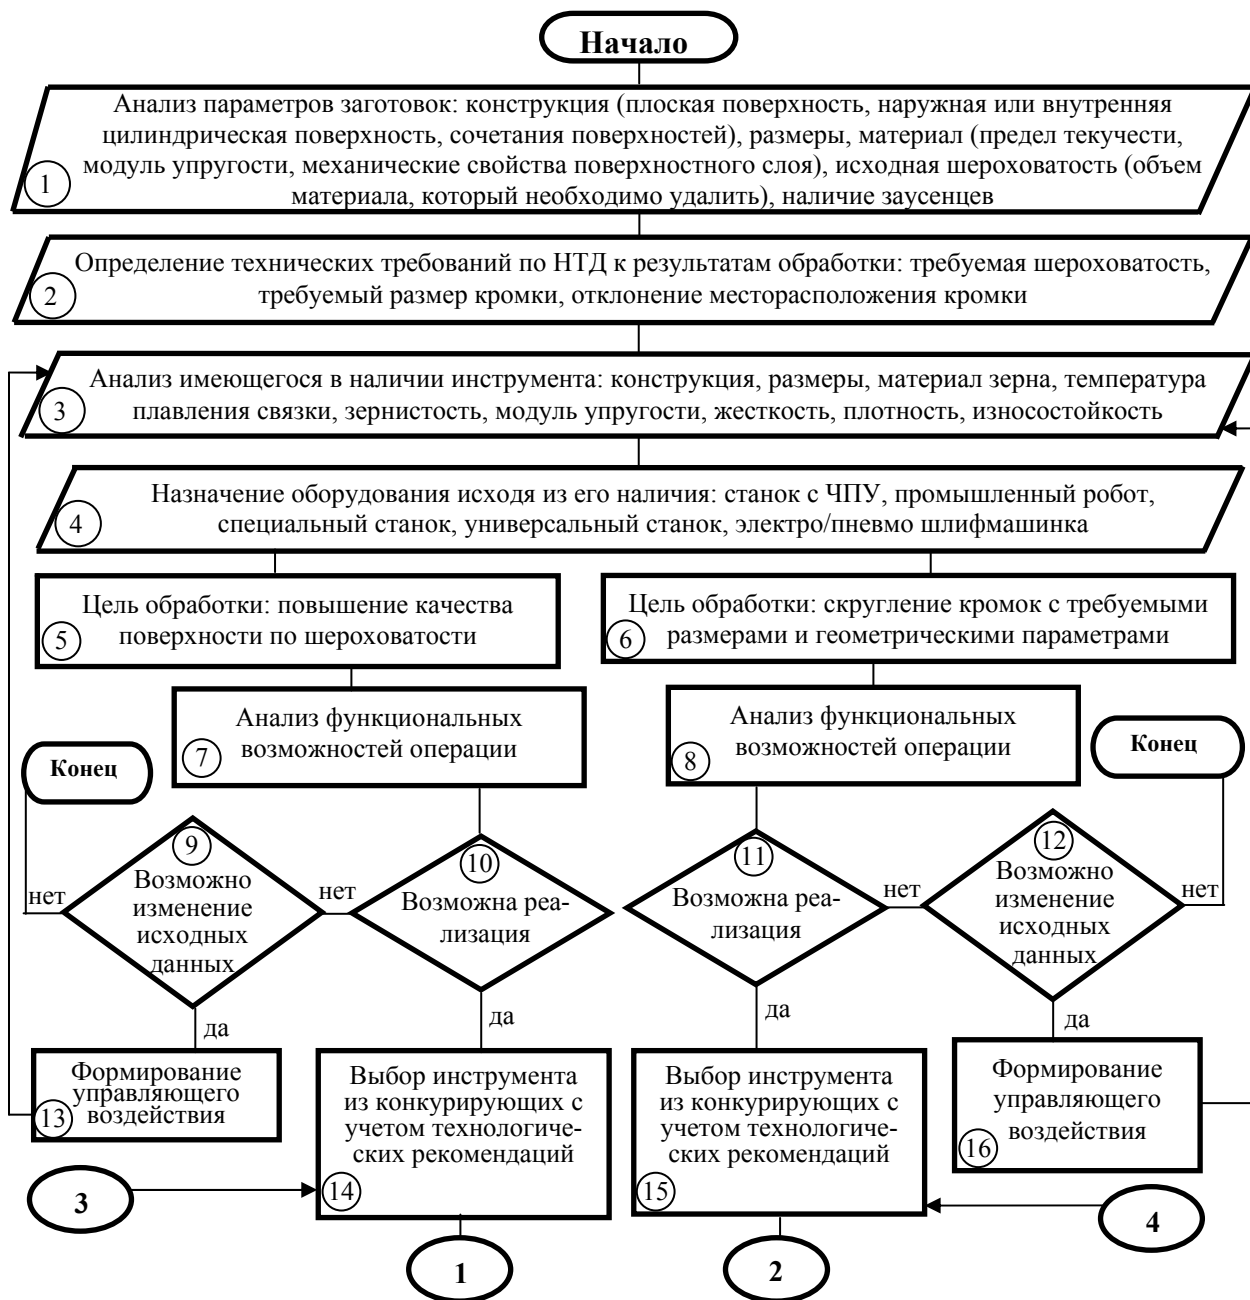 Начало
Анализ параметров заготовок: конструкция (плоская поверхность, наружная или внутренняя
цилиндрическая поверхность, сочетания поверхностей), размеры, материал (предел текучести,
модуль упругости, механические свойства поверхностного слоя), исходная шероховатость (объем
материала, который необходимо удалить), наличие заусенцев
1
Определение технических требований по НТД к результатам обработки: требуемая шероховатость,
требуемый размер кромки, отклонение месторасположения кромки
2
Анализ имеющегося в наличии инструмента: конструкция, размеры, материал зерна, температура
плавления связки, зернистость, модуль упругости, жесткость, плотность, износостойкость
3
Назначение оборудования исходя из его наличия: станок с ЧПУ, промышленный робот,
специальный станок, универсальный станок, электро/пневмо шлифмашинка
4
Цель обработки: повышение качества
поверхности по шероховатости
5
Цель обработки: скругление кромок с требуемыми
размерами и геометрическими параметрами
6
Анализ функциональных
возможностей операции
7
Анализ функциональных
возможностей операции
8
Конец
Конец
9
Возможно
изменение
исходных
данных
нет
нет
10
Возможна реа-
лизация
11
Возможна реа-
лизация
нет
12
Возможно
изменение
исходных
данных
нет
да
да
да
да
Формирование
управляющего
воздействия
13
Выбор инструмента
из конкурирующих с
учетом технологиче-
ских рекомендаций
14
Выбор инструмента
из конкурирующих с
учетом технологиче-
ских рекомендаций
15
Формирование
управляющего
воздействия
16
3
4
1
2